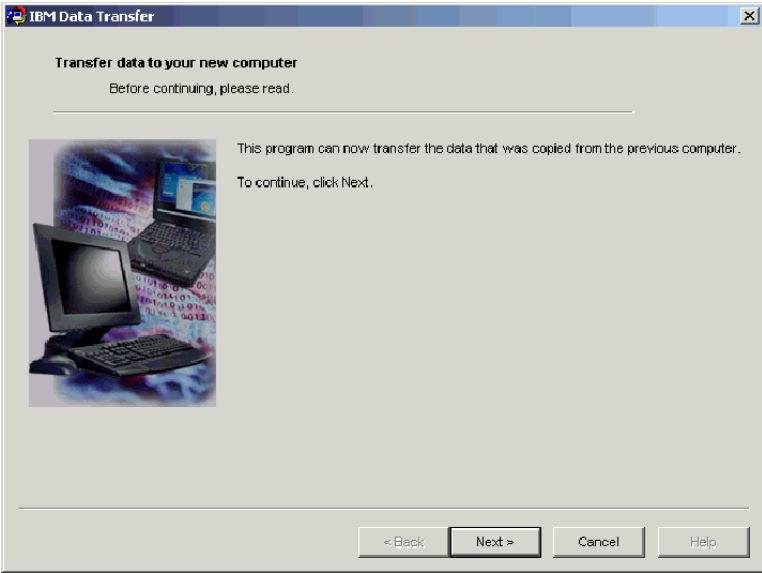 IBM Data Transfer
Transfer data to your new computer
Before continuing, please read.
This program can now transfer the data that was copied from the previous computer.
To continue, click Next.
< Back
Next >
Cancel
Help